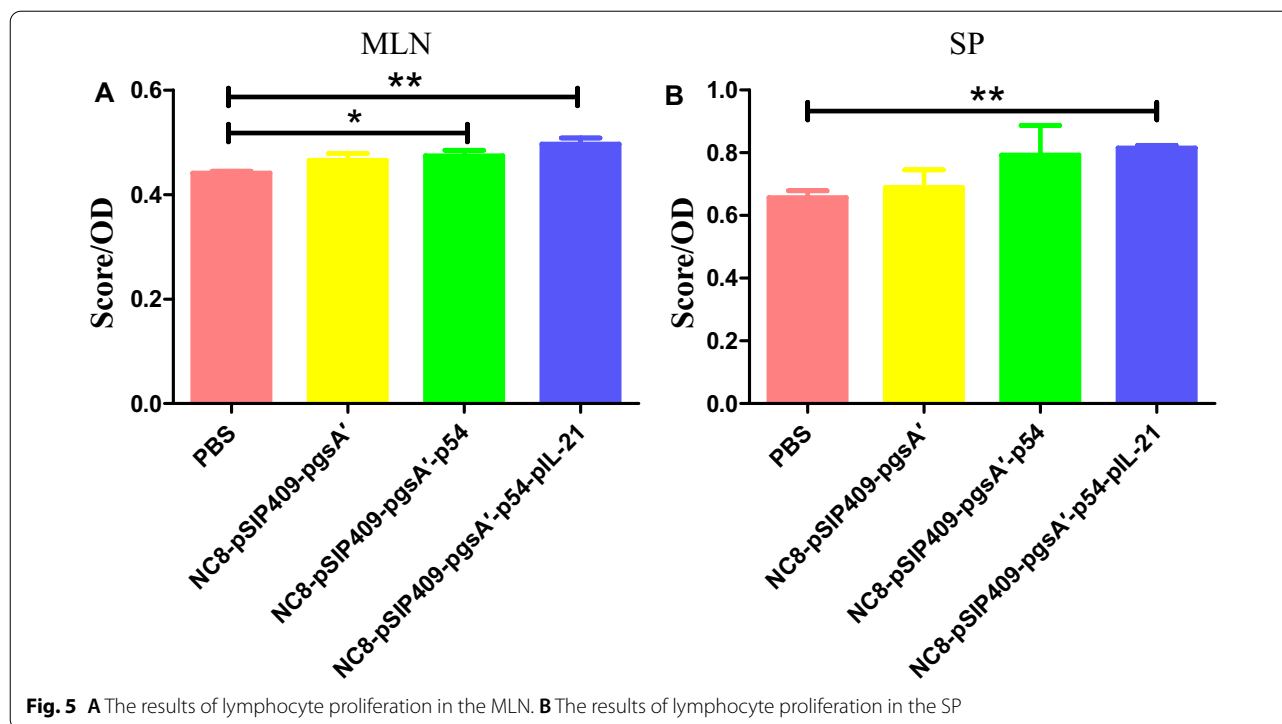 MLN
A
**
*
Score/OD
0.6
0.4
0.2
0.0
PBS
NC8-pSIP409-pgsA′
NC8-pSIP409-pgsA′-p54
NC8-pSIP409-pgsA′-p54-pIL-21
SP
B
**
Score/OD
1.0
0.8
0.6
0.4
0.2
0.0
PBS
NC8-pSIP409-pgsA′
NC8-pSIP409-pgsA′-p54
NC8-pSIP409-pgsA′-p54-pIL-21
Fig. 5 A The results of lymphocyte proliferation in the MLN. B The results of lymphocyte proliferation in the SP